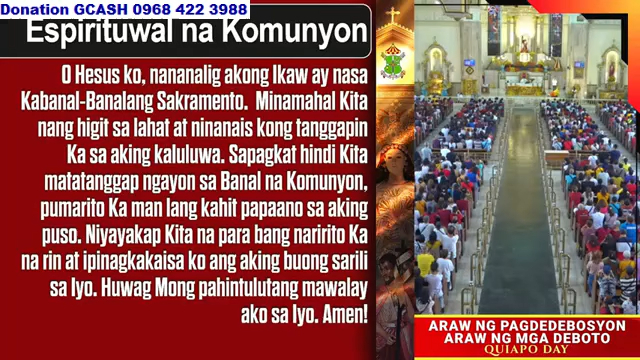 Donation GCASH 0968 422 3988
Espirituwal na Komunyon
O Hesus ko, nananalig akong Ikaw ay nasa
Kabanal-Banalang Sakramento. Minamahal Kita
nang higit sa lahat at ninanais kong tanggapin
Ka sa aking kaluluwa. Sapagkat hindi Kita
matatanggap ngayon sa Banal na Komunyon,
pumarito Ka man lang kahit papaano sa aking
puso. Niyayakap Kita na para bang naririto Ka
na rin at ipinagkakaisa ko ang aking buong sarili
sa Iyo. Huwag Mong pahintulutang mawalay
ako sa Iyo. Amen!
ARAW NG PAGDEDEBOSYON
ARAW NG MGA DEBOTO
QUIAPO DAY